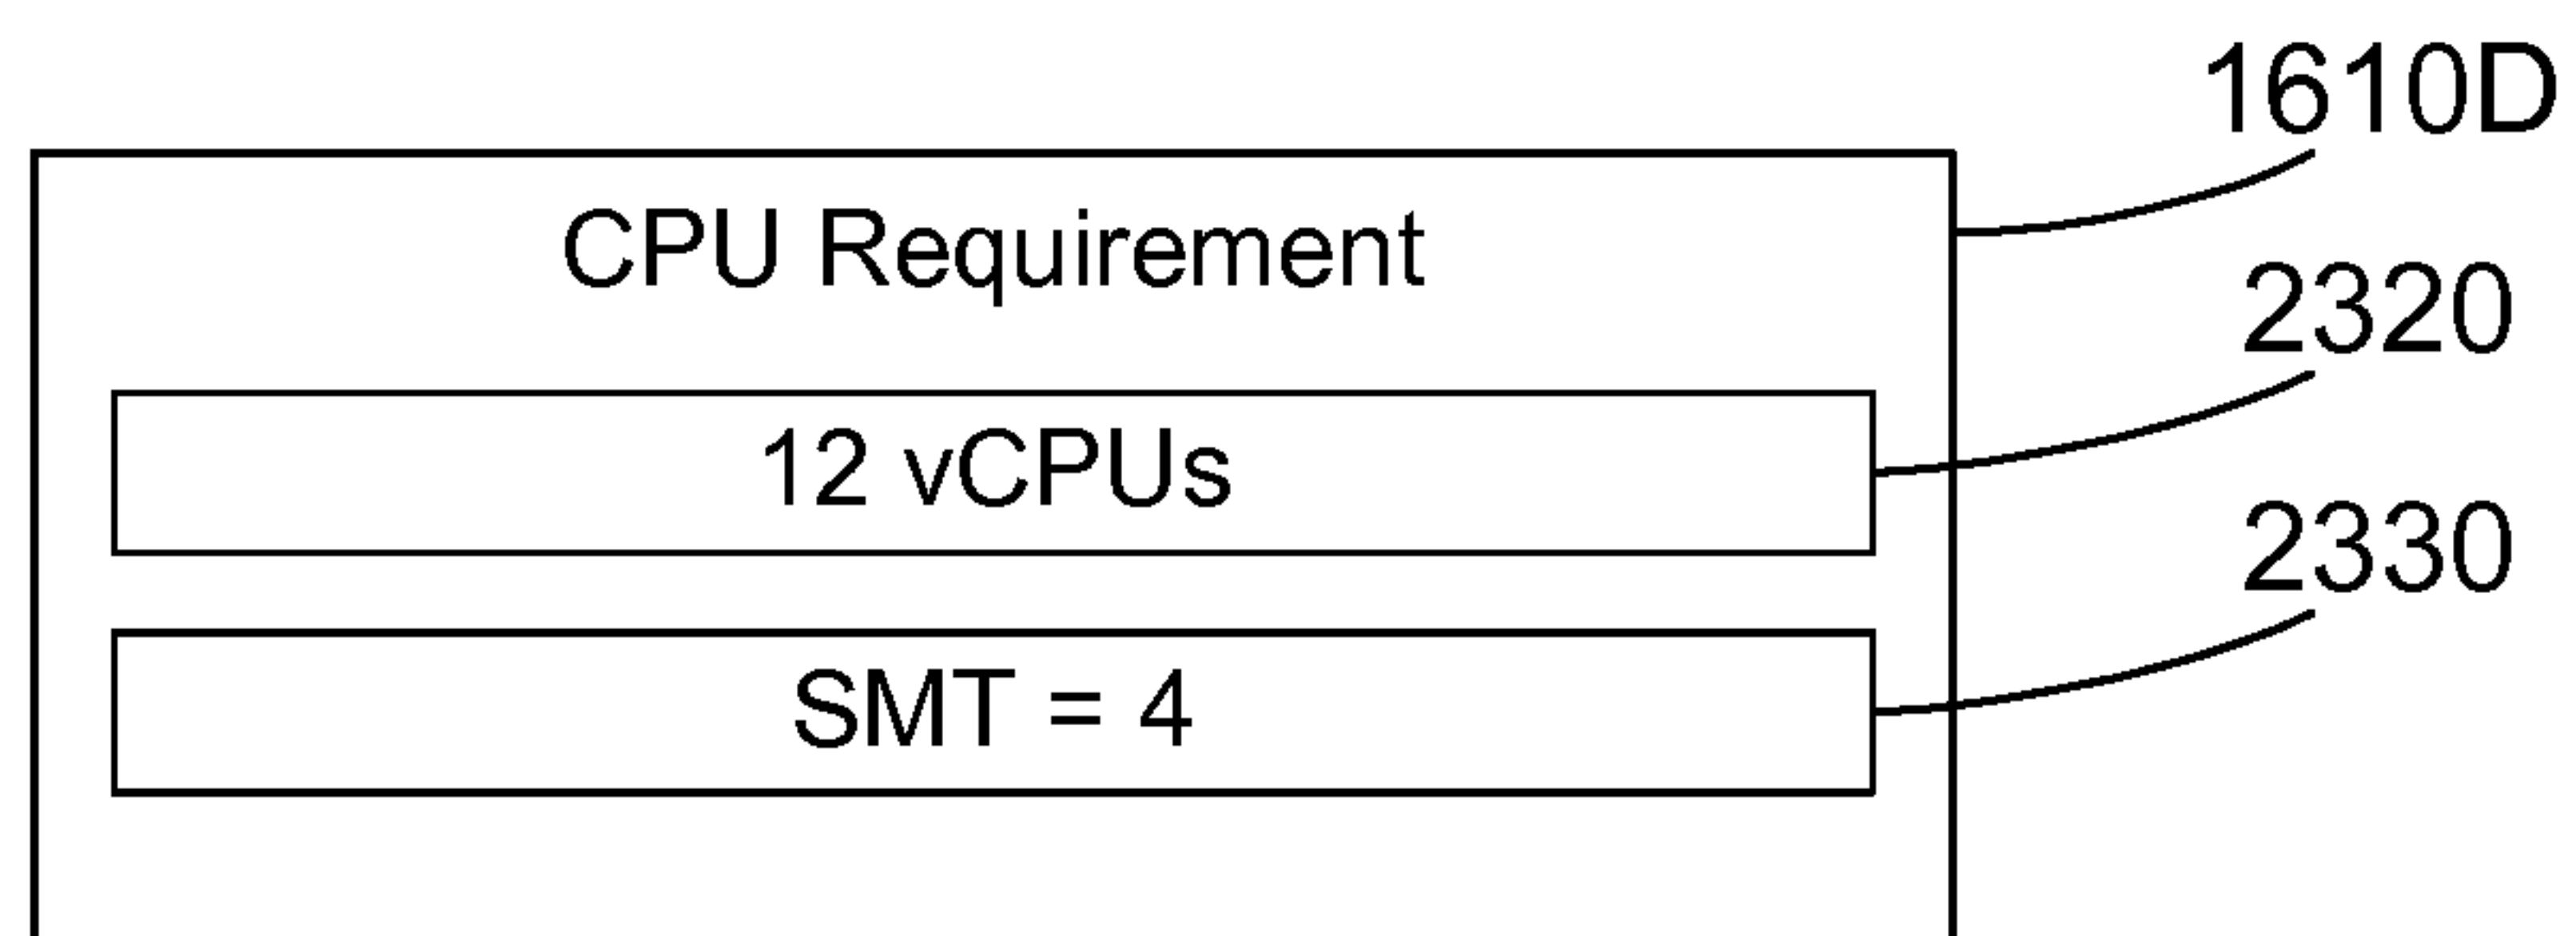 1610D
CPU Requirement
2320
12 vCPUs
2330
SMT = 4